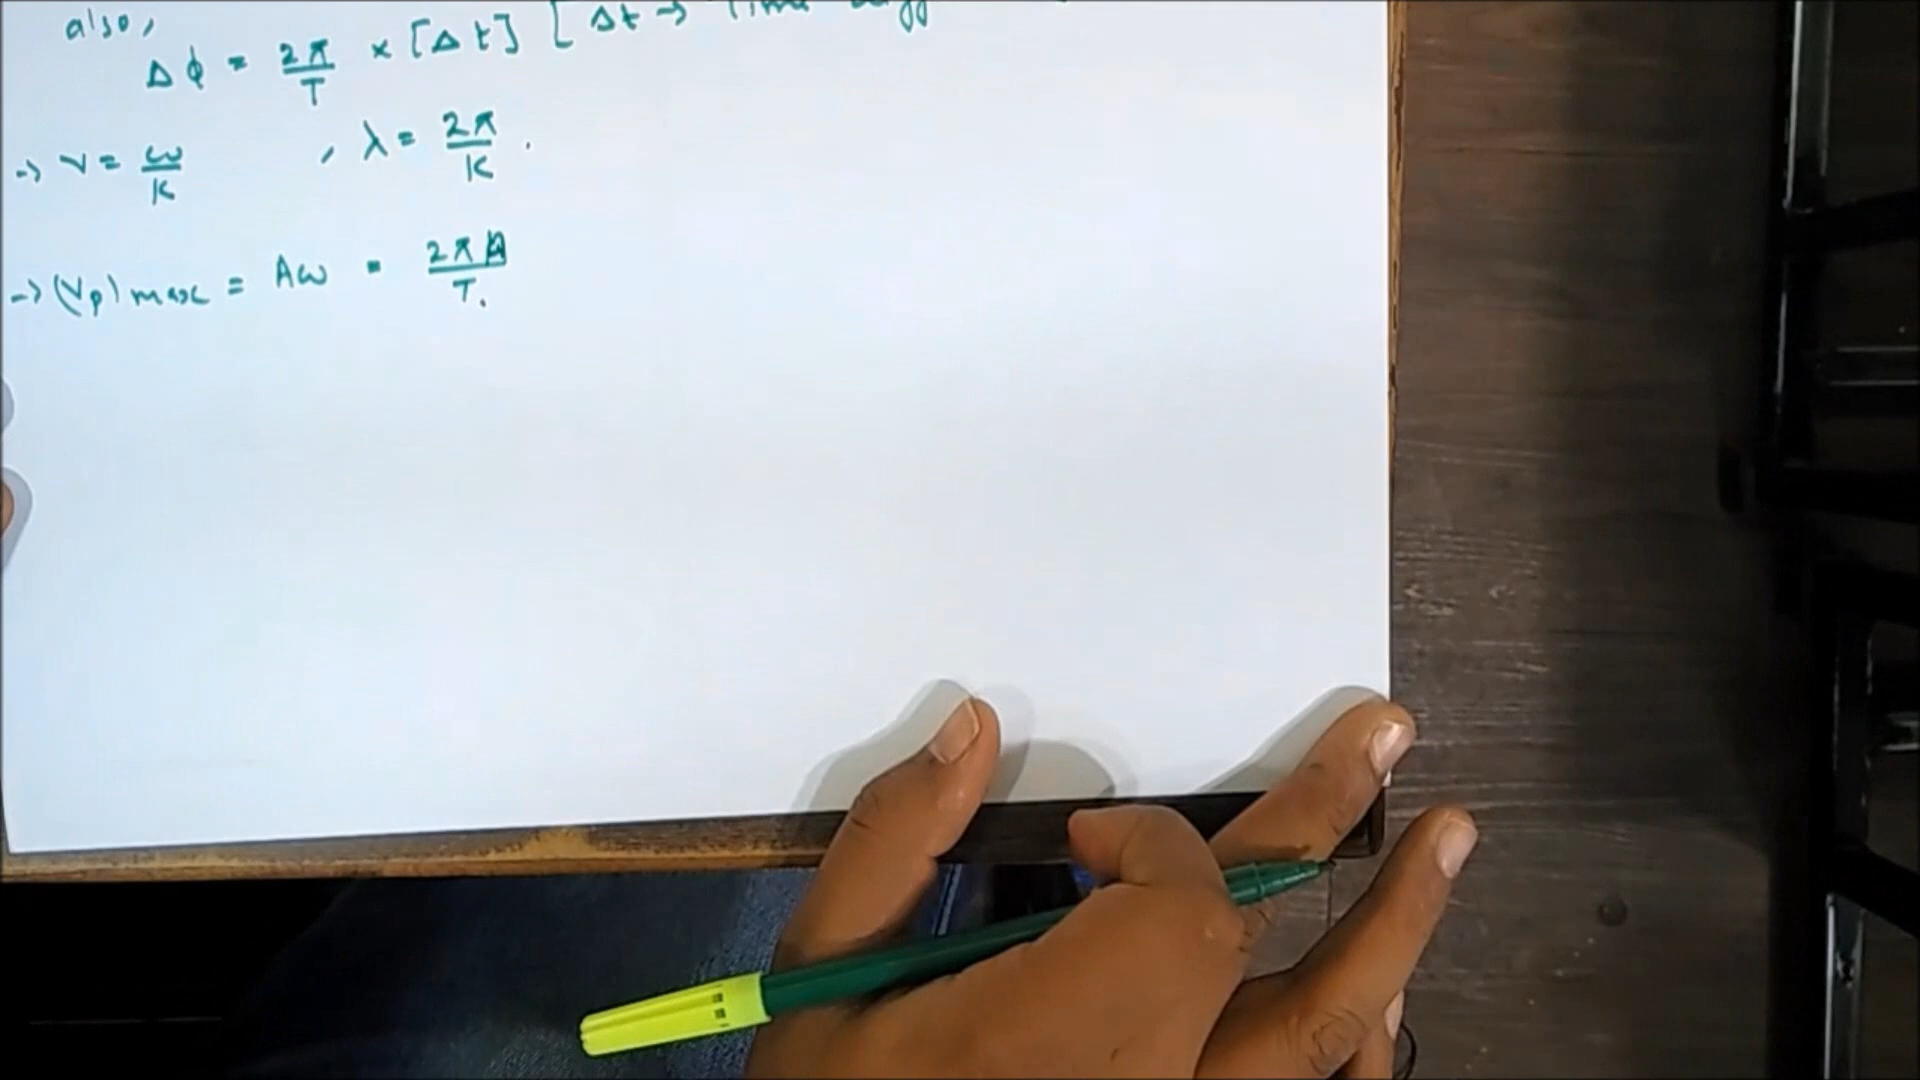 also,
Δϕ = 2π/T × [Δt] [Δt →
→ v = ω/K , λ = 2π/K .
→ (Vp)max = Aω = 2πA/T.